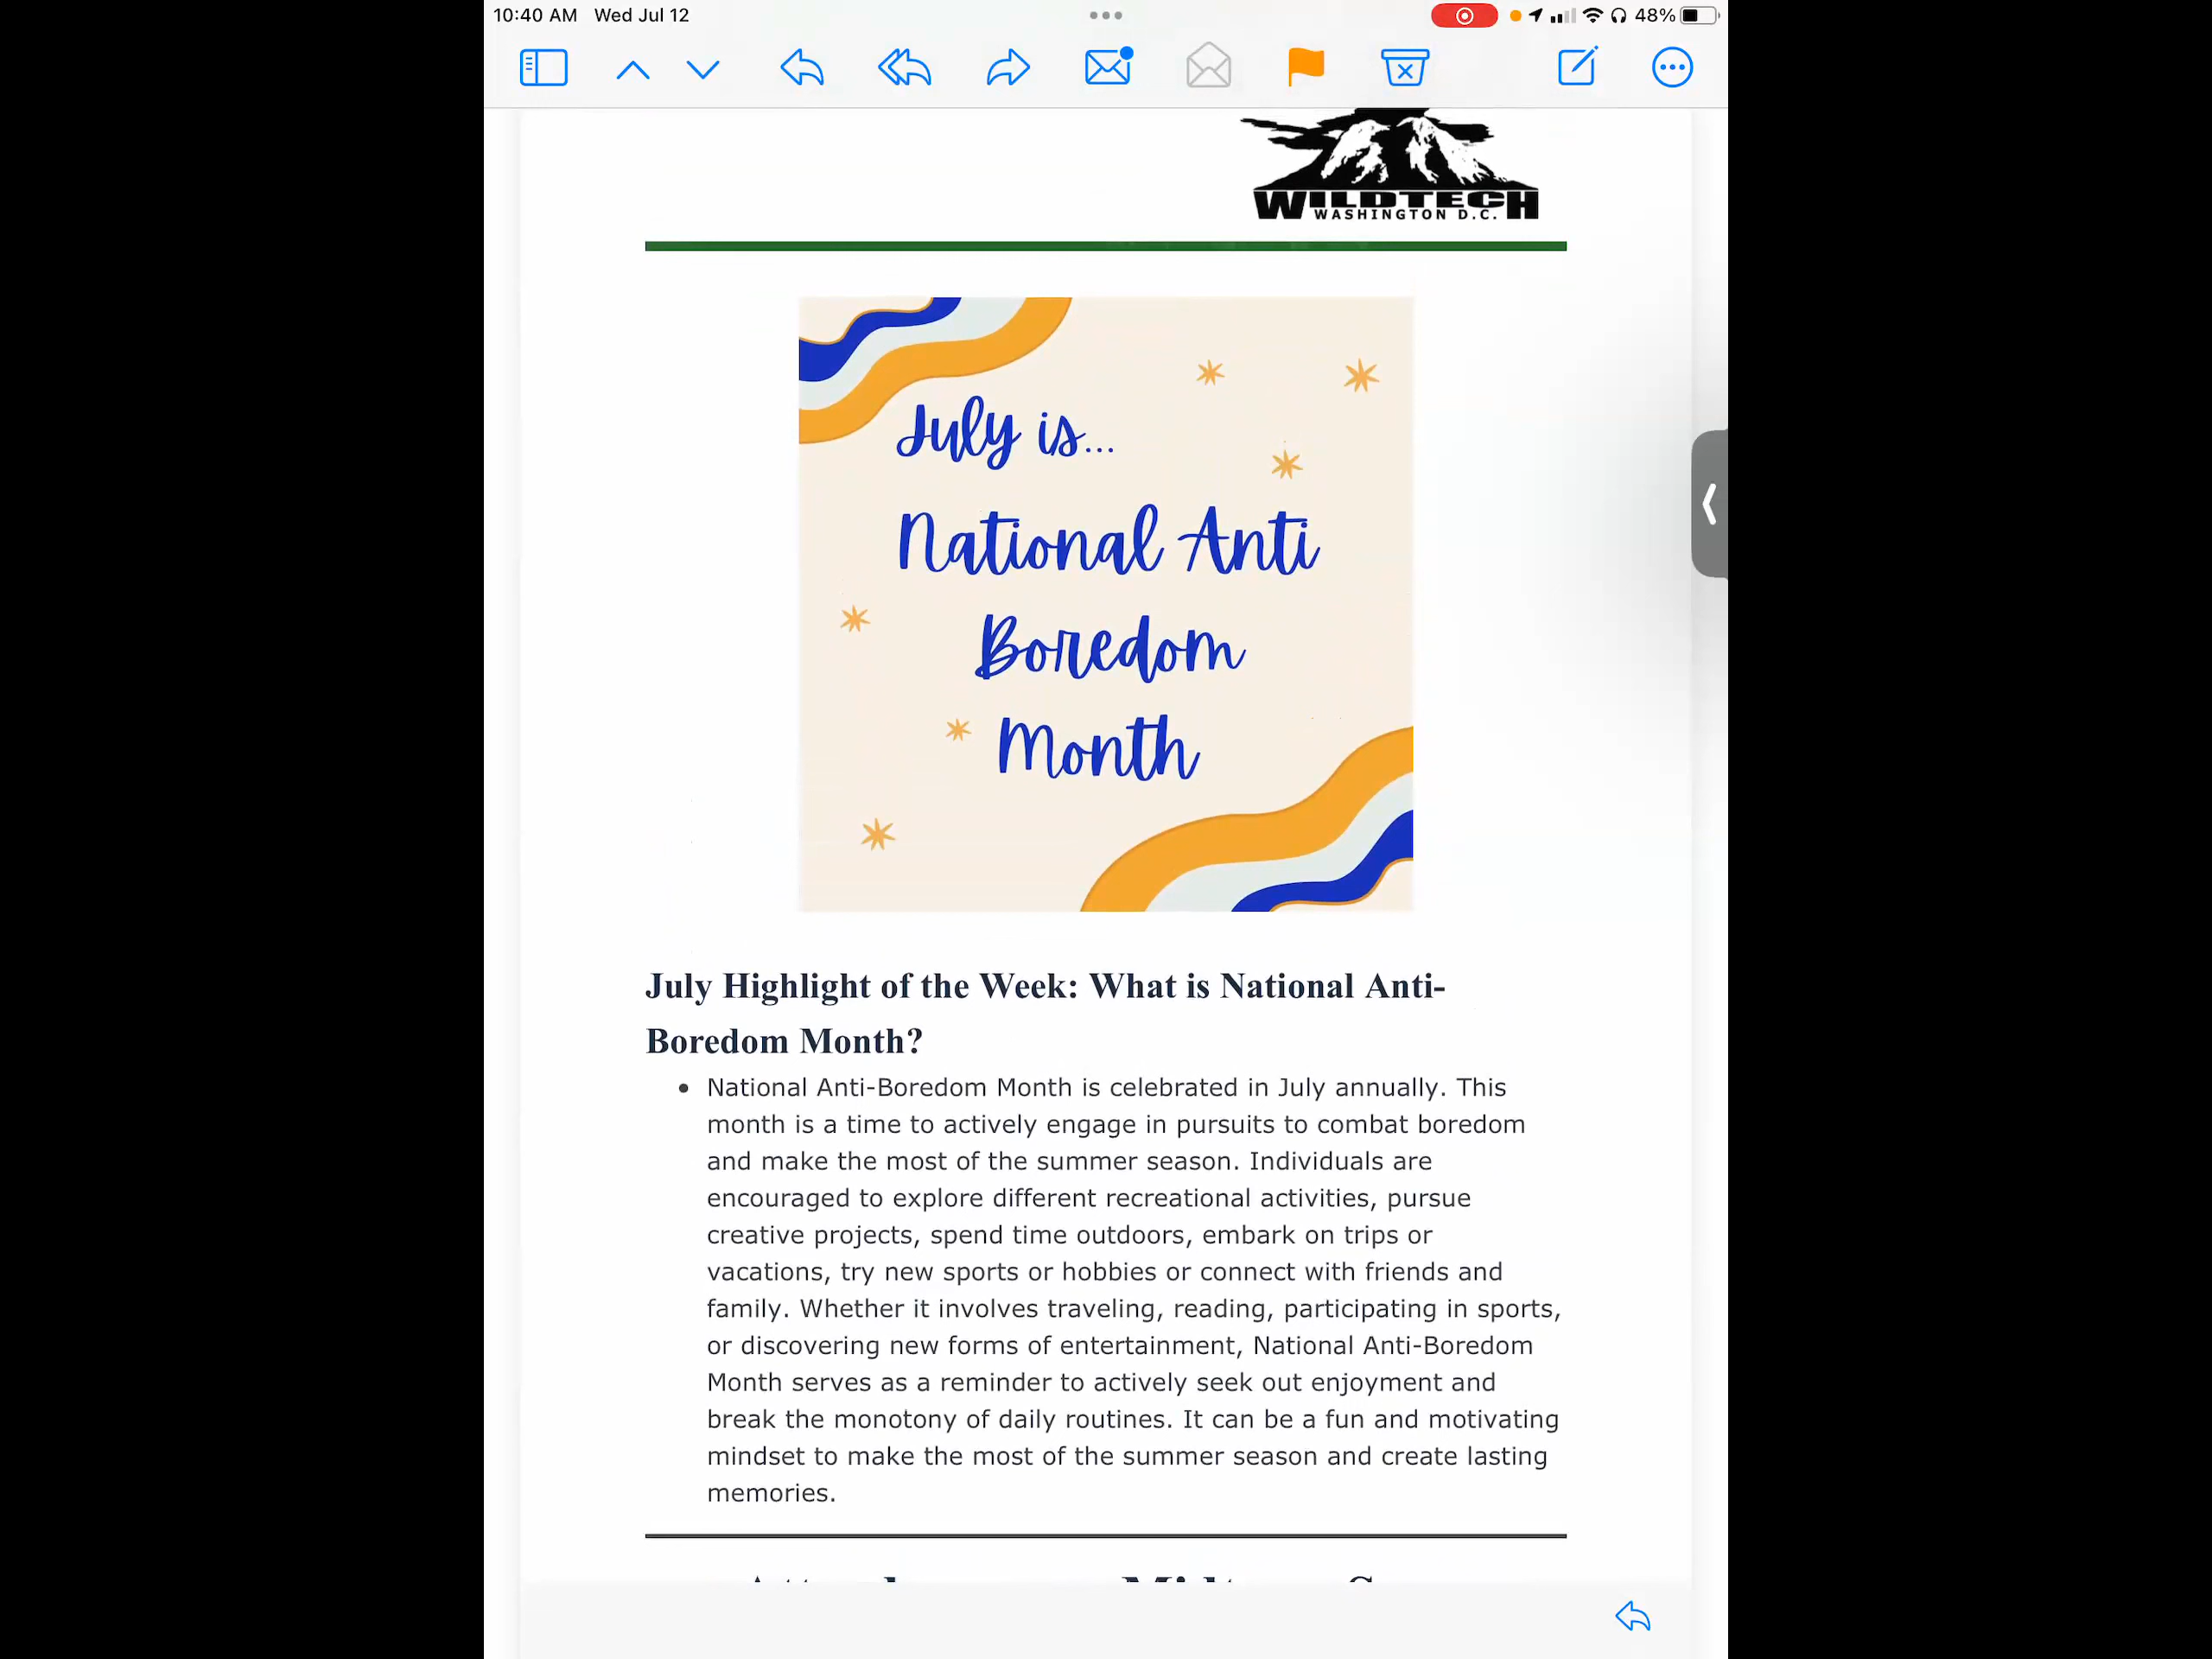 10:40 AM Wed Jul 12
48%
WILDTECH
WASHINGTON D.C.
July is...
National Anti
Boredom
Month
July Highlight of the Week: What is National Anti-
Boredom Month?
• National Anti-Boredom Month is celebrated in July annually. This
month is a time to actively engage in pursuits to combat boredom
and make the most of the summer season. Individuals are
encouraged to explore different recreational activities, pursue
creative projects, spend time outdoors, embark on trips or
vacations, try new sports or hobbies or connect with friends and
family. Whether it involves traveling, reading, participating in sports,
or discovering new forms of entertainment, National Anti-Boredom
Month serves as a reminder to actively seek out enjoyment and
break the monotony of daily routines. It can be a fun and motivating
mindset to make the most of the summer season and create lasting
memories.